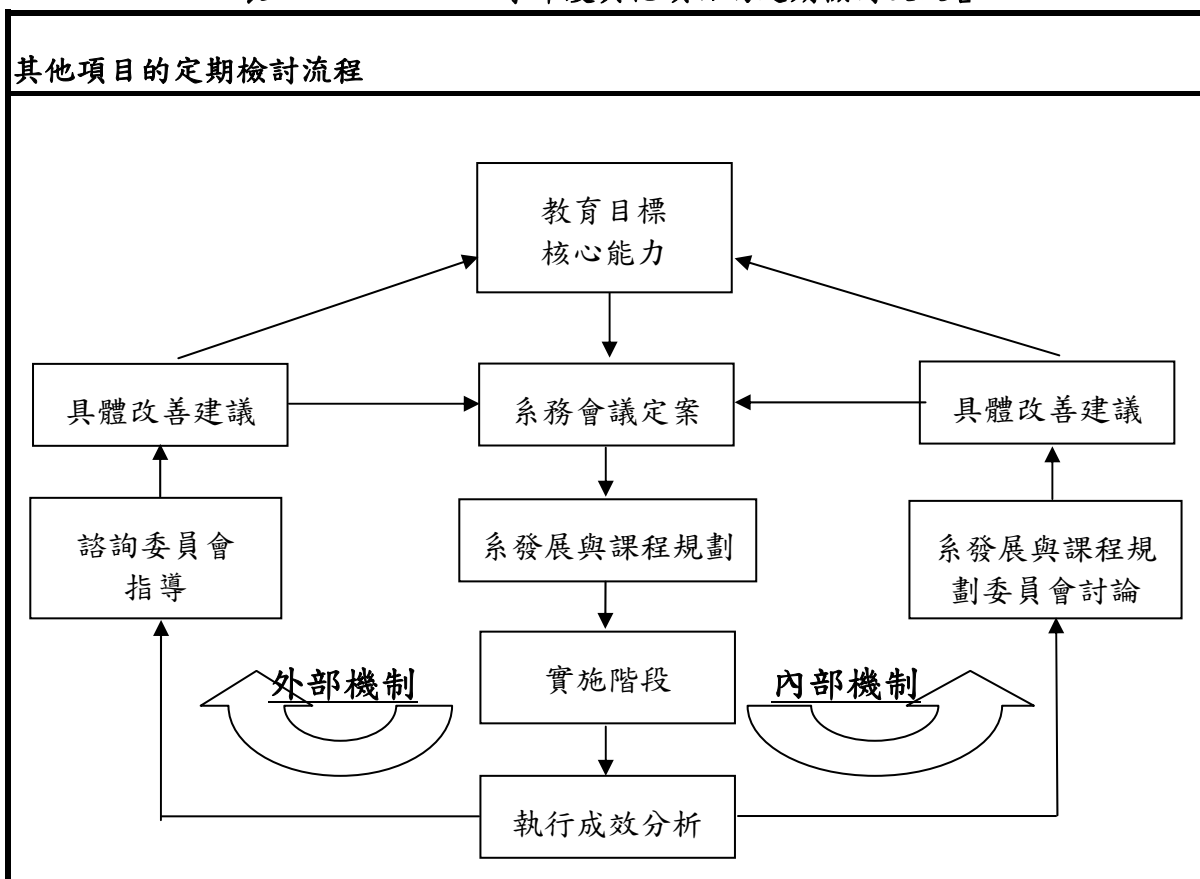 其他項目的定期檢討流程
教育目標
核心能力
具體改善建議
系務會議定案
具體改善建議
諮詢委員會
指導
系發展與課程規劃
系發展與課程規
劃委員會討論
外部機制
實施階段
內部機制
執行成效分析